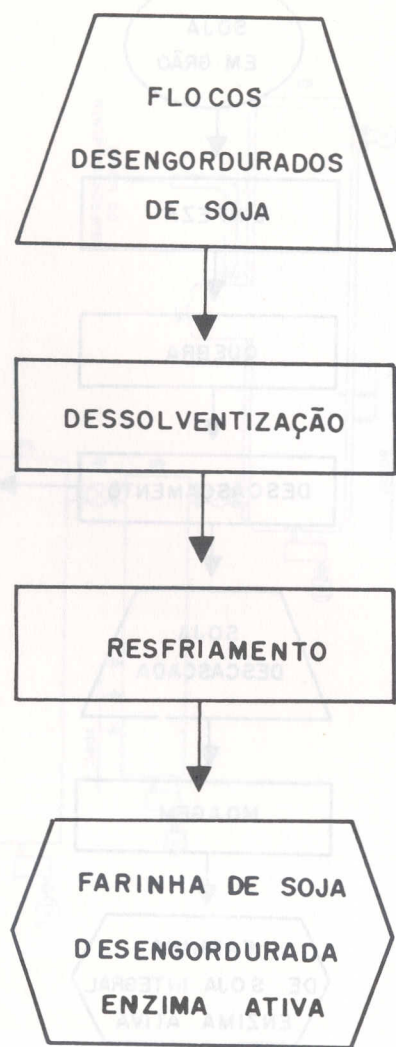 FLOCOS
DESENGORDURADOS
DE SOJA
DESSOLVENTIZAÇÃO
RESFRIAMENTO
FARINHA DE SOJA
DESENGORDURADA
ENZIMA ATIVA